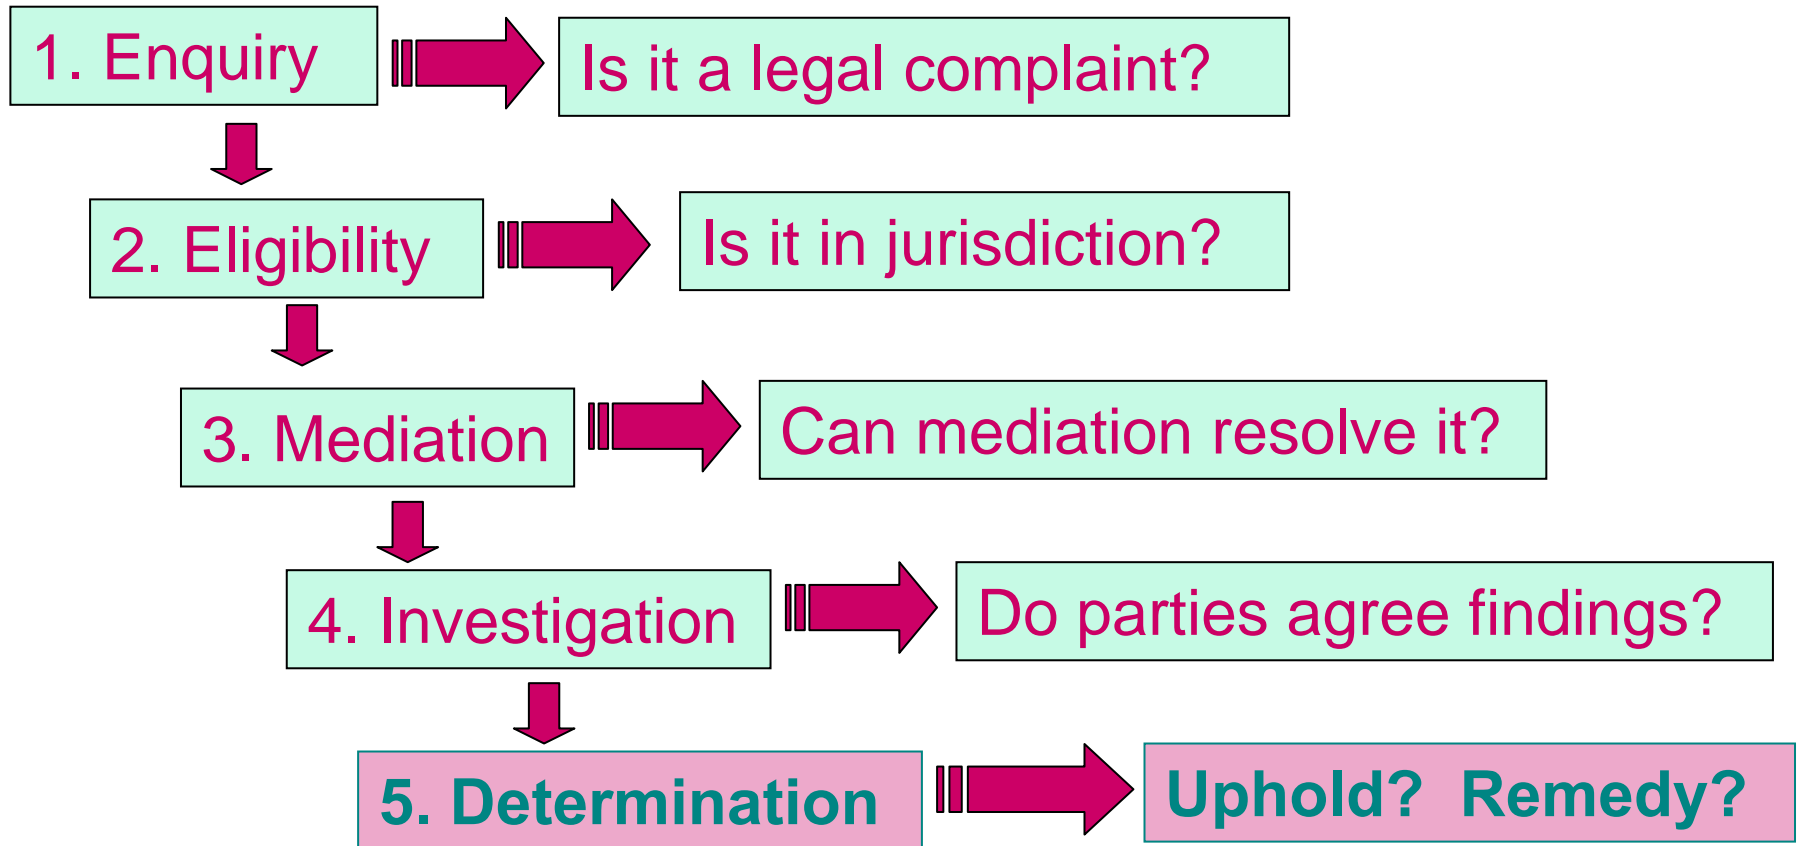 1. Enquiry
Is it a legal complaint?
2. Eligibility
Is it in jurisdiction?
3. Mediation
Can mediation resolve it?
4. Investigation
Do parties agree findings?
5. Determination
Uphold? Remedy?